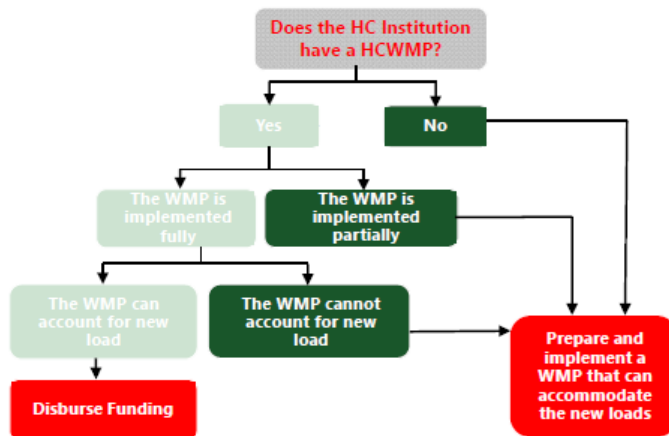 Does the HC Institution
have a HCWMP?
Yes
No
The WMP is
implemented
fully
The WMP is
implemented
partially
The WMP can
account for new
load
The WMP cannot
account for new
load
Prepare and
implement a
WMP that can
accommodate
the new loads
Disburse Funding